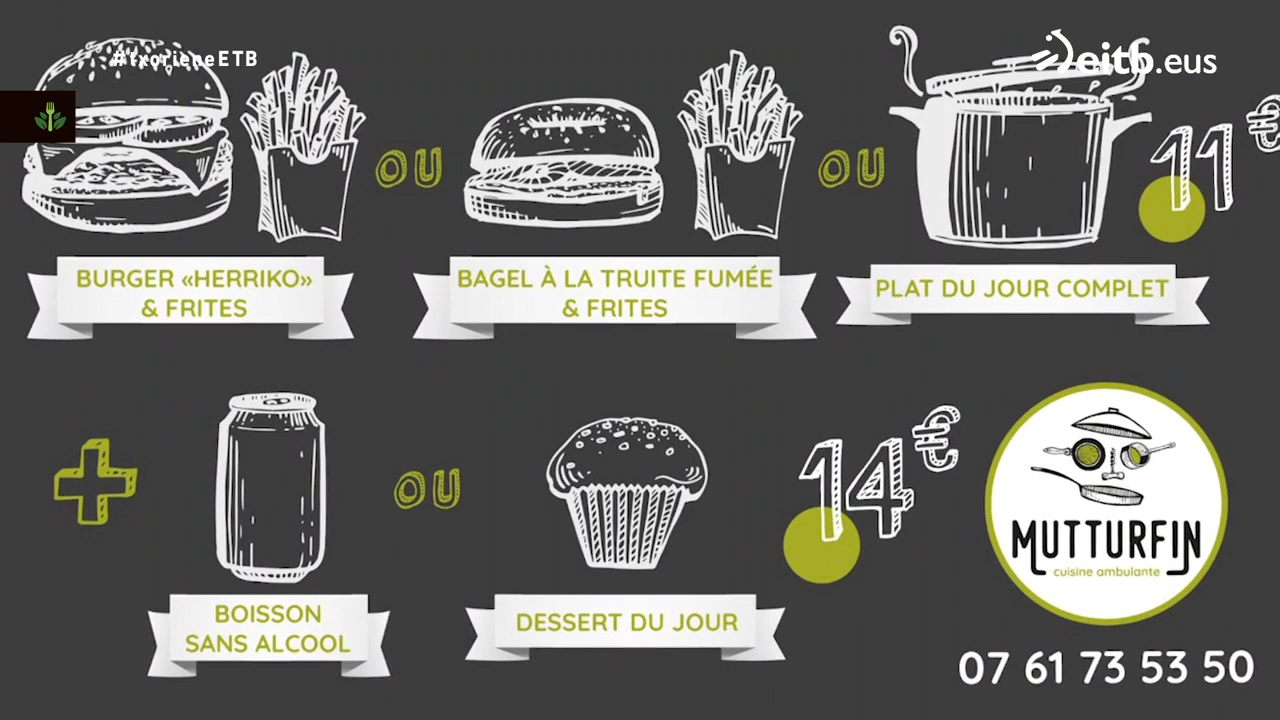 #txorieneETB
eitb.eus
OU
OU
11€
BURGER «HERRIKO»
& FRITES
BAGEL À LA TRUITE FUMÉE
& FRITES
PLAT DU JOUR COMPLET
+
OU
14€
BOISSON
SANS ALCOOL
DESSERT DU JOUR
MUTTURFIN
cuisine ambulante
07 61 73 53 50